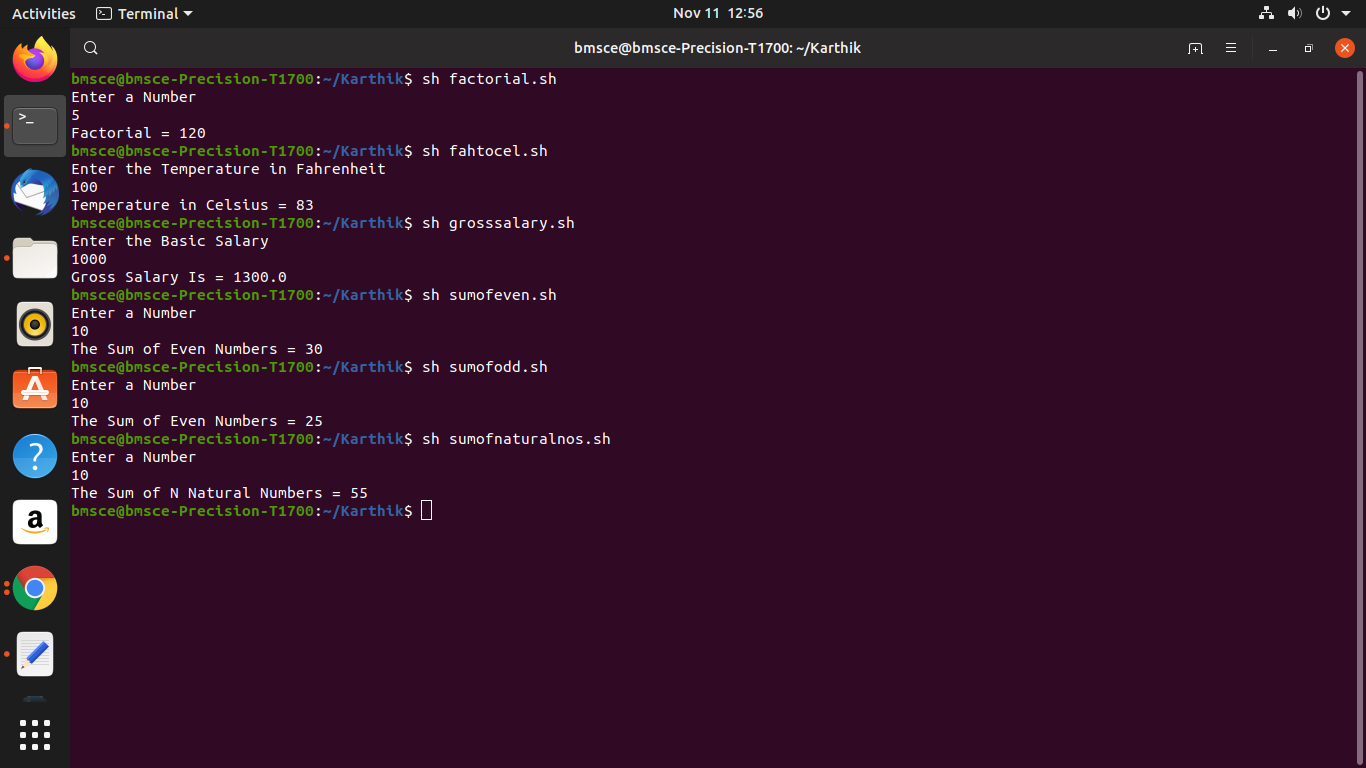 Activities Terminal Nov 11 12:56
bmsce@bmsce-Precision-T1700: ~/Karthik
bmsce@bmsce-Precision-T1700:~/Karthik$ sh factorial.sh
Enter a Number
5
Factorial = 120
bmsce@bmsce-Precision-T1700:~/Karthik$ sh fahtocel.sh
Enter the Temperature in Fahrenheit
100
Temperature in Celsius = 83
bmsce@bmsce-Precision-T1700:~/Karthik$ sh grosssalary.sh
Enter the Basic Salary
1000
Gross Salary Is = 1300.0
bmsce@bmsce-Precision-T1700:~/Karthik$ sh sumofeven.sh
Enter a Number
10
The Sum of Even Numbers = 30
bmsce@bmsce-Precision-T1700:~/Karthik$ sh sumofodd.sh
Enter a Number
10
The Sum of Even Numbers = 25
bmsce@bmsce-Precision-T1700:~/Karthik$ sh sumofnaturalnos.sh
Enter a Number
10
The Sum of N Natural Numbers = 55
bmsce@bmsce-Precision-T1700:~/Karthik$